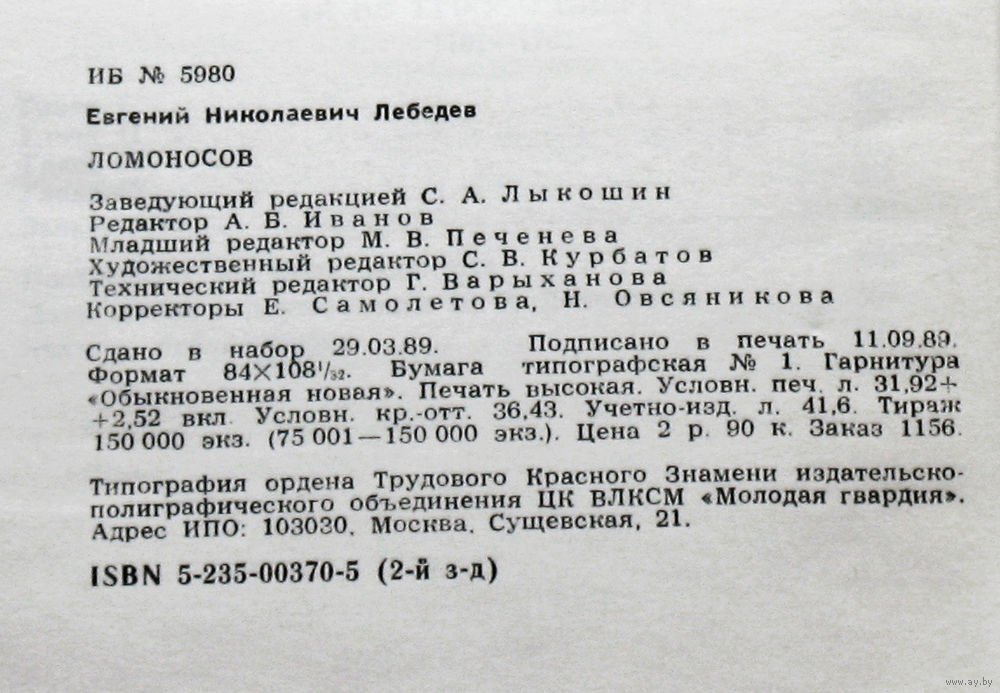 ИБ № 5980
Евгений Николаевич Лебедев
ЛОМОНОСОВ
Заведующий редакцией С. А. Лыкошин
Редактор А. В. Иванов
Младший редактор М. В. Печенева
Художественный редактор С. В. Курбатов
Технический редактор Г. Варыханова
Корректоры Е. Самолетова, Н. Овсяникова
Сдано в набор 29.03.89. Подписано в печать 11.09.89.
Формат 84×108¹/₃₂. Бумага типографская № 1. Гарнитура
«Обыкновенная новая». Печать высокая. Условн. печ. л. 31,92+
+2,52 вкл. Условн. кр.-отт. 36,43. Учетно-изд. л. 41,6. Тираж
150 000 экз. (75 001—150 000 экз.). Цена 2 р. 90 к. Заказ 1156.
Типография ордена Трудового Красного Знамени издательско-
полиграфического объединения ЦК ВЛКСМ «Молодая гвардия».
Адрес ИПО: 103030, Москва, Сущевская, 21.
ISBN 5-235-00370-5 (2-й з-д)
www.ay.by